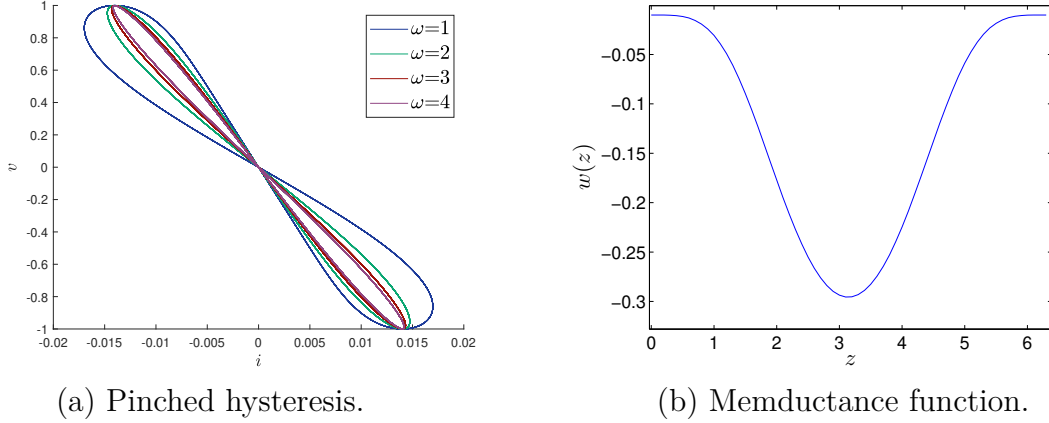 1
0.8
0.6
0.4
0.2
0
-0.2
-0.4
-0.6
-0.8
-1
v
-0.02 -0.015 -0.01 -0.005 0 0.005 0.01 0.015 0.02
i
ω=1
ω=2
ω=3
ω=4
(a) Pinched hysteresis.
−0.05
−0.1
−0.15
−0.2
−0.25
−0.3
w(z)
0 1 2 3 4 5 6
z
(b) Memductance function.